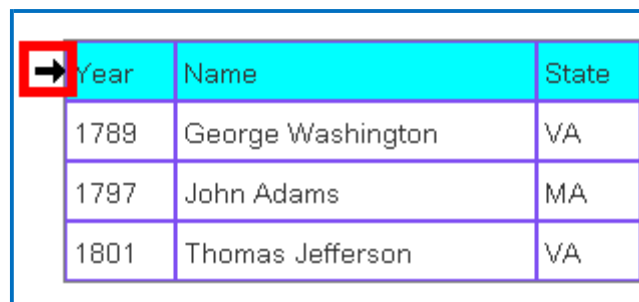 Year Name State
1789 George Washington VA
1797 John Adams MA
1801 Thomas Jefferson VA